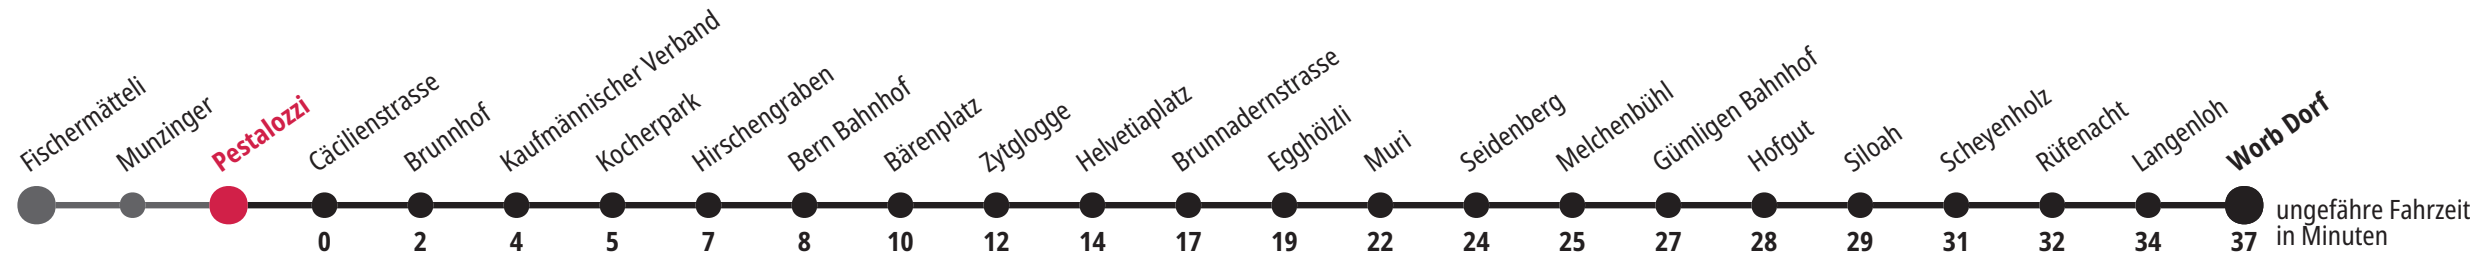 Fischermätteli
Munzinger
Pestalozzi
Cäcilienstrasse
Brunnhof
Kaufmännischer Verband
Kocherpark
Hirschengraben
Bern Bahnhof
Bärenplatz
Zytglogge
Helvetiaplatz
Brunnadernstrasse
Egghölzli
Muri
Seidenberg
Melchenbühl
Gümligen Bahnhof
Hofgut
Siloah
Scheyenholz
Rüfenacht
Langenloh
Worb Dorf
0 2 4 5 7 8 10 12 14 17 19 22 24 25 27 28 29 31 32 34 37
ungefähre Fahrzeit
in Minuten